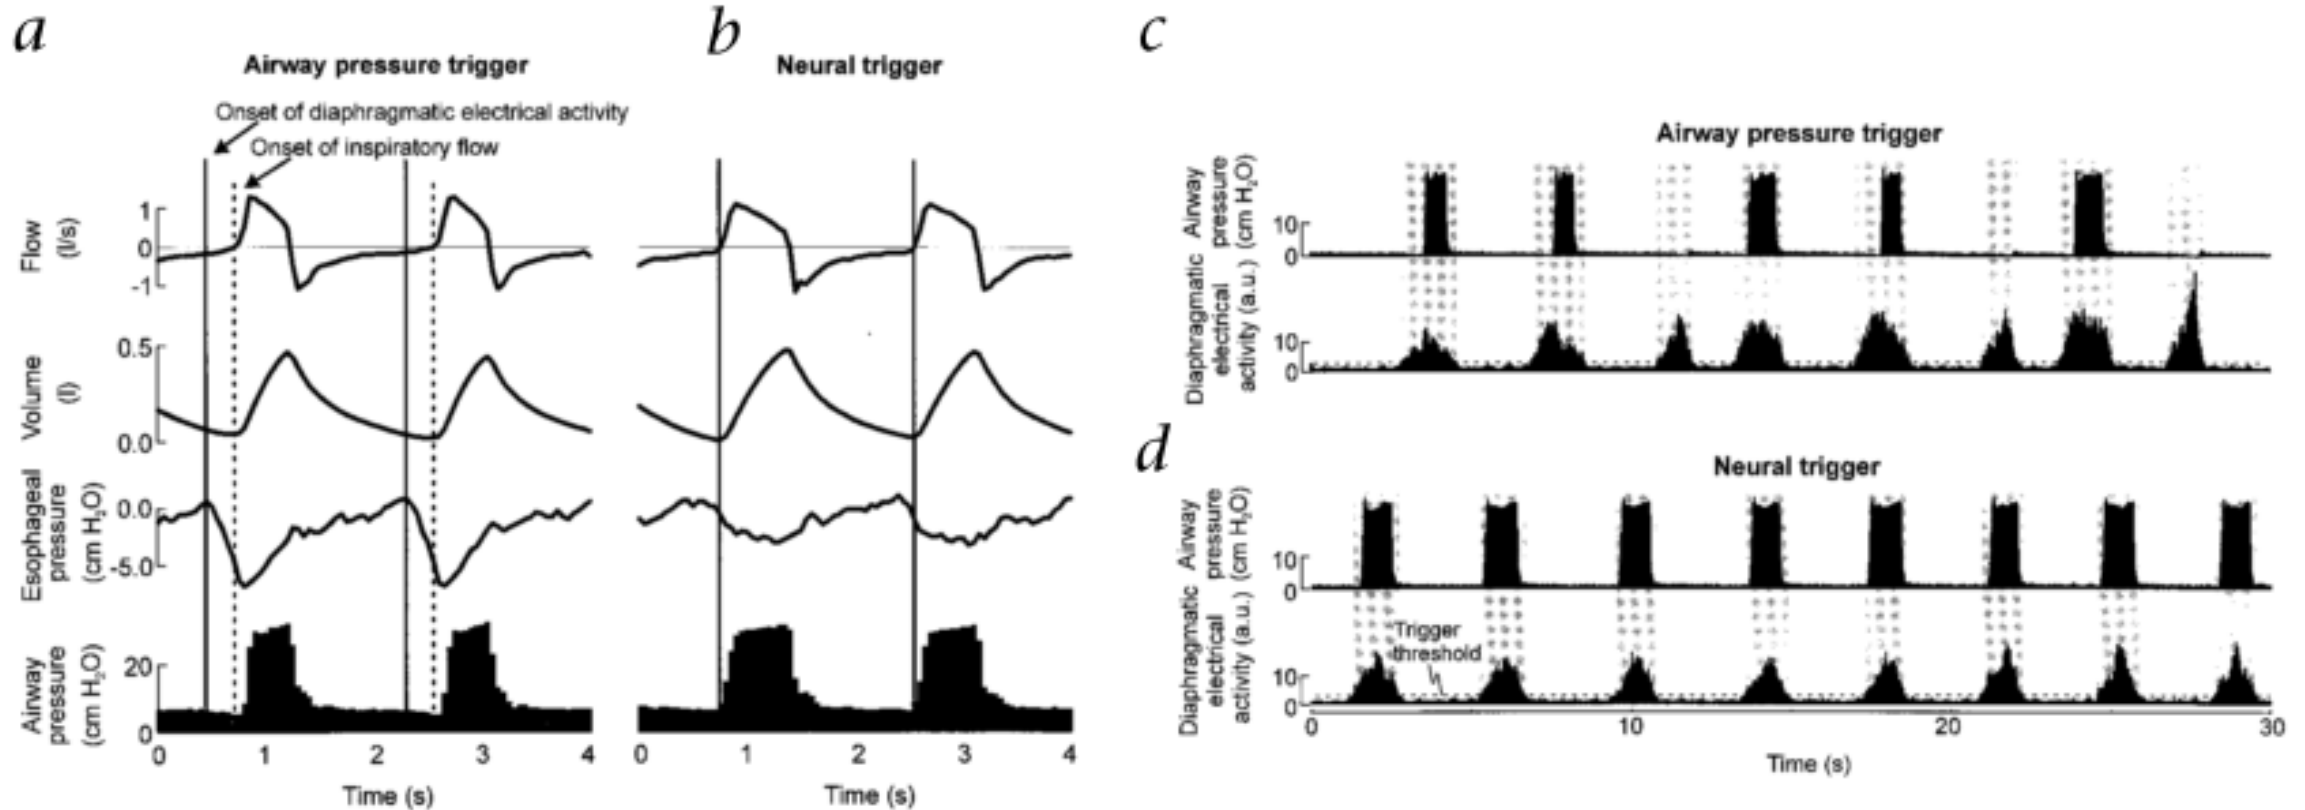 a
Airway pressure trigger
Onset of diaphragmatic electrical activity
Onset of inspiratory flow
Flow
(l/s)
1
0
-1
Volume
(l)
0.5
0.0
Esophageal
pressure
(cm H₂O)
0.0
-5.0
Airway
pressure
(cm H₂O)
20
0
0 1 2 3 4
Time (s)
b
Neural trigger
0 1 2 3 4
Time (s)
c
Airway pressure trigger
Airway
pressure
(cm H₂O)
10
0
Diaphragmatic
electrical
activity (a.u.)
10
0
d
Neural trigger
Airway
pressure
(cm H₂O)
10
0
Diaphragmatic
electrical
activity (a.u.)
10
0
Trigger
threshold
0 10 20 30
Time (s)